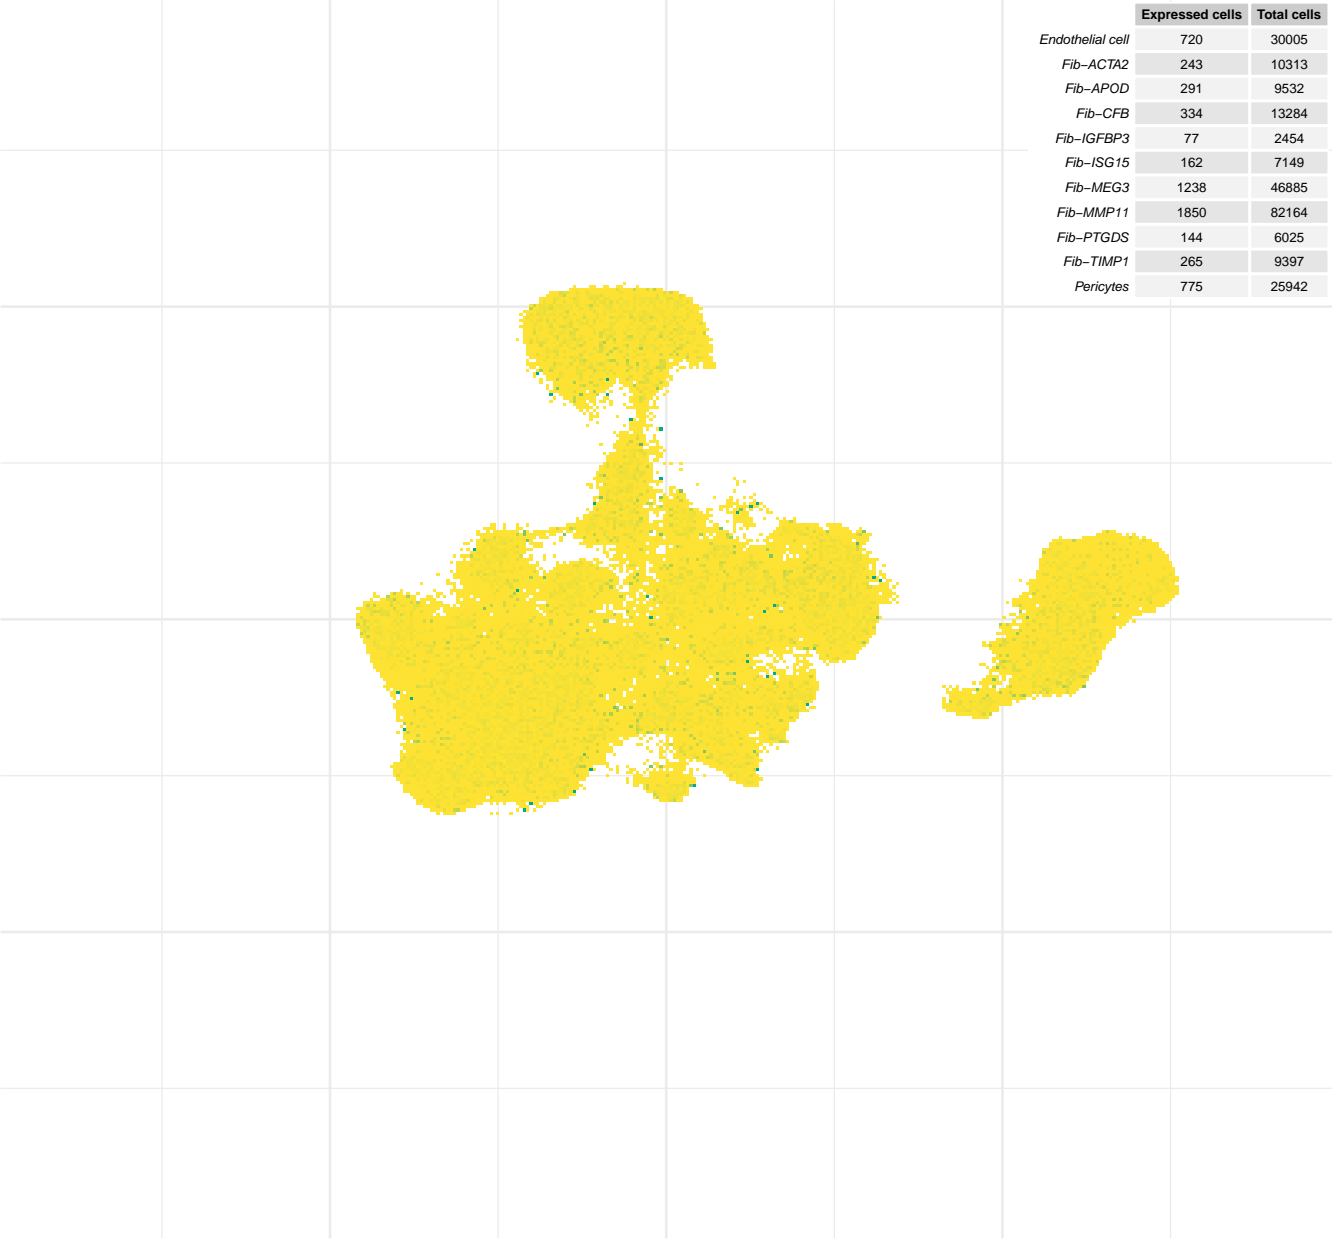 Expressed cells Total cells
Endothelial cell 720 30005
Fib−ACTA2 243 10313
Fib−APOD 291 9532
Fib−CFB 334 13284
Fib−IGFBP3 77 2454
Fib−ISG15 162 7149
Fib−MEG3 1238 46885
Fib−MMP11 1850 82164
Fib−PTGDS 144 6025
Fib−TIMP1 265 9397
Pericytes 775 25942